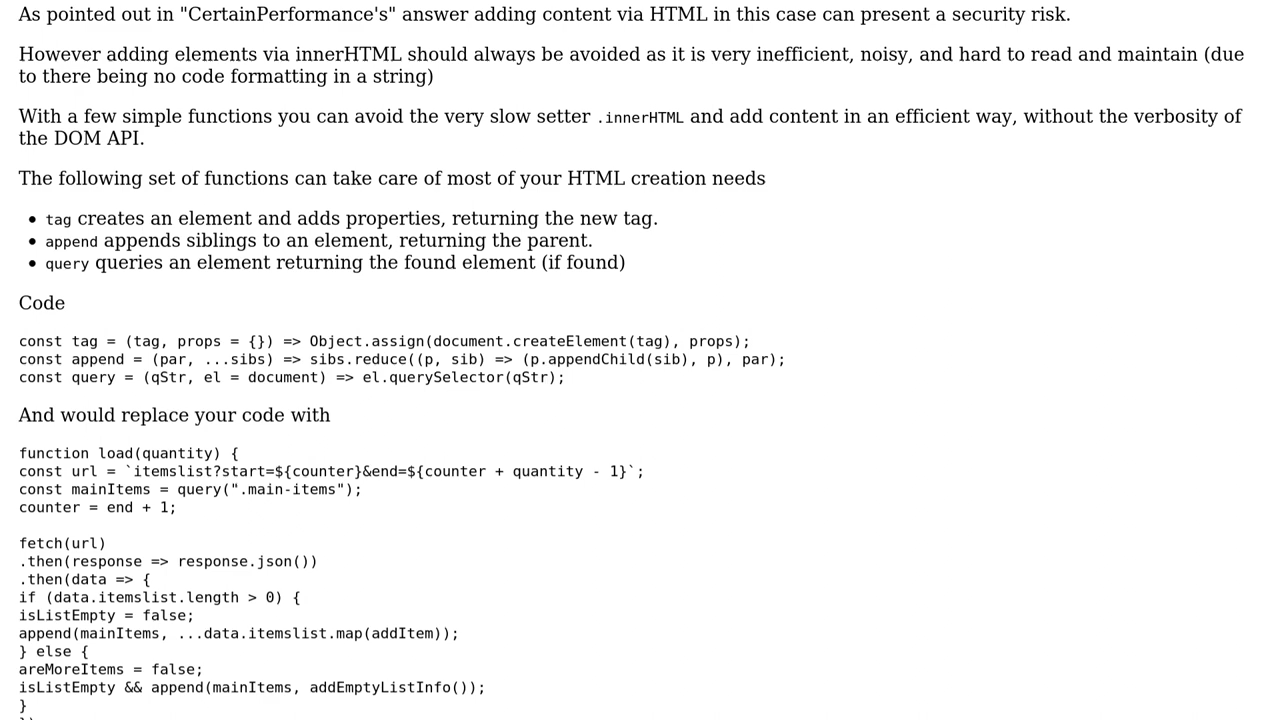 As pointed out in "CertainPerformance's" answer adding content via HTML in this case can present a security risk.
However adding elements via innerHTML should always be avoided as it is very inefficient, noisy, and hard to read and maintain (due
to there being no code formatting in a string)
With a few simple functions you can avoid the very slow setter .innerHTML and add content in an efficient way, without the verbosity of
the DOM API.
The following set of functions can take care of most of your HTML creation needs
• tag creates an element and adds properties, returning the new tag.
• append appends siblings to an element, returning the parent.
• query queries an element returning the found element (if found)
Code
const tag = (tag, props = {}) => Object.assign(document.createElement(tag), props);
const append = (par, ...sibs) => sibs.reduce((p, sib) => (p.appendChild(sib), p), par);
const query = (qStr, el = document) => el.querySelector(qStr);
And would replace your code with
function load(quantity) {
const url = `itemslist?start=${counter}&end=${counter + quantity - 1}`;
const mainItems = query(".main-items");
counter = end + 1;
fetch(url)
.then(response => response.json())
.then(data => {
if (data.itemslist.length > 0) {
isListEmpty = false;
append(mainItems, ...data.itemslist.map(addItem));
} else {
areMoreItems = false;
isListEmpty && append(mainItems, addEmptyListInfo());
}